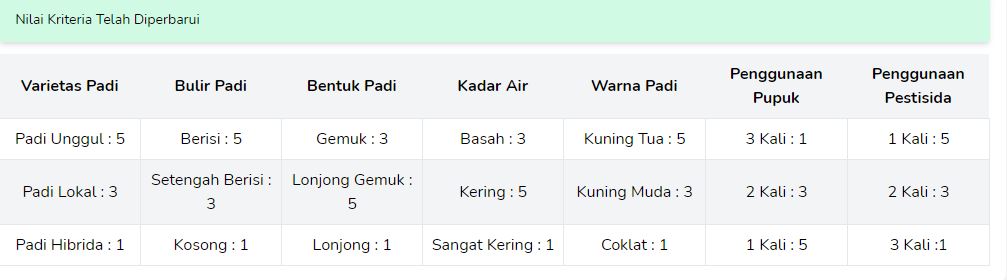 Nilai Kriteria Telah Diperbarui
Varietas Padi Bulir Padi Bentuk Padi Kadar Air Warna Padi Penggunaan Pupuk Penggunaan Pestisida
Padi Unggul : 5 Berisi : 5 Gemuk : 3 Basah : 3 Kuning Tua : 5 3 Kali : 1 1 Kali : 5
Padi Lokal : 3 Setengah Berisi : 3 Lonjong Gemuk : 5 Kering : 5 Kuning Muda : 3 2 Kali : 3 2 Kali : 3
Padi Hibrida : 1 Kosong : 1 Lonjong : 1 Sangat Kering : 1 Coklat : 1 1 Kali : 5 3 Kali :1